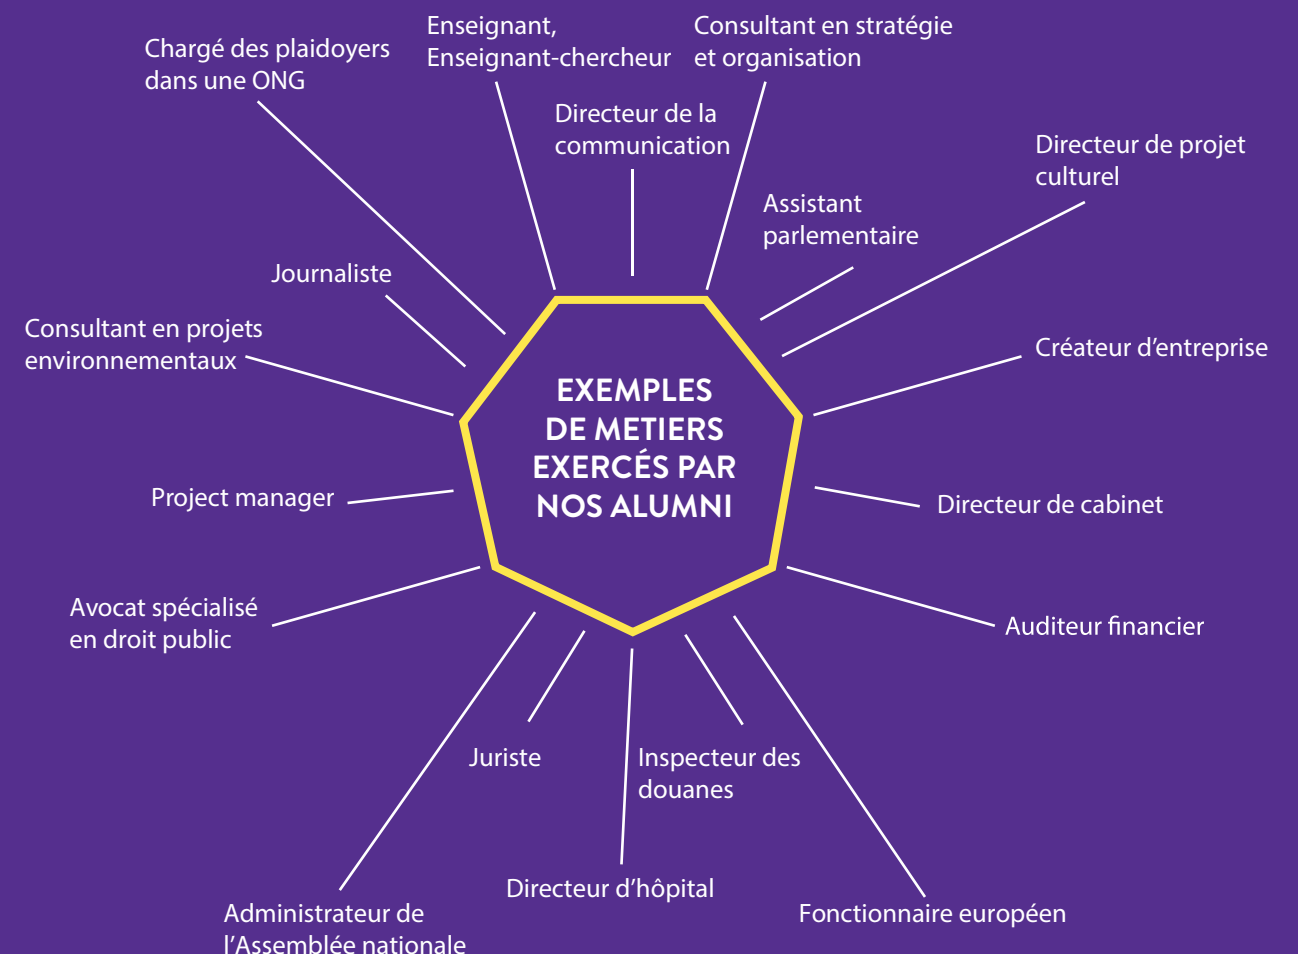 Enseignant,
Enseignant-chercheur
Consultant en stratégie
et organisation
Chargé des plaidoyers
dans une ONG
Directeur de la
communication
Directeur de projet
culturel
Assistant
parlementaire
Journaliste
Consultant en projets
environnementaux
Créateur d'entreprise
EXEMPLES
DE METIERS
EXERCÉS PAR
NOS ALUMNI
Project manager
Directeur de cabinet
Avocat spécialisé
en droit public
Auditeur financier
Juriste
Inspecteur des
douanes
Directeur d'hôpital
Administrateur de
l'Assemblée nationale
Fonctionnaire européen